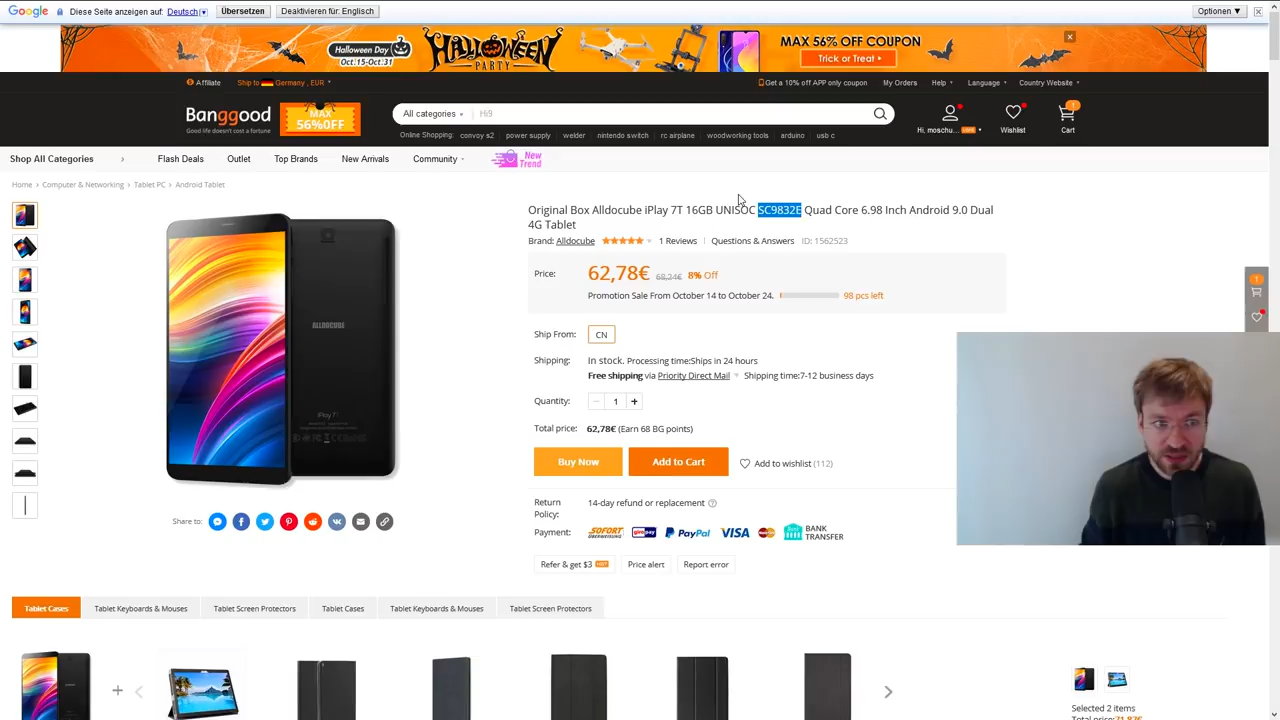 Google Diese Seite anzeigen auf: Deutsch Übersetzen Deaktivieren für: Englisch Optionen ▼
Halloween Day
Oct.15-Oct.31
HALLOWEEN
PARTY
MAX 56% OFF COUPON
Trick or Treat
Affiliate Ship to Germany , EUR Get a 10% off APP only coupon My Orders Help Language Country Website
Banggood
Good life doesn't cost a fortune
MAX
56%OFF
All categories Hi9
Online Shopping: convoy s2 power supply welder nintendo switch rc airplane woodworking tools arduino usb c
Hi, moschu... Wishlist Cart
1
Shop All Categories Flash Deals Outlet Top Brands New Arrivals Community New
Trend
Home › Computer & Networking › Tablet PC › Android Tablet
Original Box Alldocube iPlay 7T 16GB UNISOC SC9832E Quad Core 6.98 Inch Android 9.0 Dual
4G Tablet
Brand: Alldocube 1 Reviews Questions & Answers ID: 1562523
Price: 62,78€ 68,24€ 8% Off
Promotion Sale From October 14 to October 24. 98 pcs left
1
Ship From: CN
Shipping: In stock. Processing time:Ships in 24 hours
Free shipping via Priority Direct Mail Shipping time:7-12 business days
Quantity: − 1 +
Total price: 62,78€ (Earn 68 BG points)
Buy Now Add to Cart Add to wishlist (112)
Return
Policy:
14-day refund or replacement
Payment: SOFORT giropay PayPal VISA BANK
TRANSFER
ALLDOCUBE
iPlay 7T
Share to:
Refer & get $3 Price alert Report error
Tablet Cases Tablet Keyboards & Mouses Tablet Screen Protectors Tablet Cases Tablet Keyboards & Mouses Tablet Screen Protectors
Selected 2 items
Total price: 71,87€